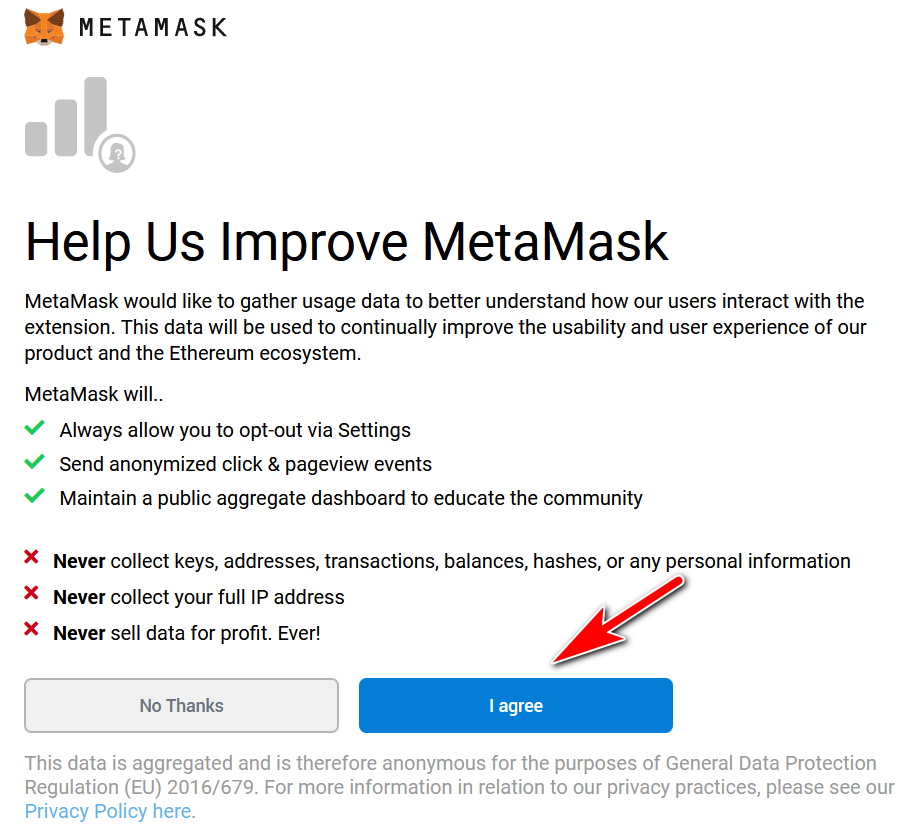 METAMASK
Help Us Improve MetaMask
MetaMask would like to gather usage data to better understand how our users interact with the
extension. This data will be used to continually improve the usability and user experience of our
product and the Ethereum ecosystem.
MetaMask will..
Always allow you to opt-out via Settings
Send anonymized click & pageview events
Maintain a public aggregate dashboard to educate the community
Never collect keys, addresses, transactions, balances, hashes, or any personal information
Never collect your full IP address
Never sell data for profit. Ever!
No Thanks
I agree
This data is aggregated and is therefore anonymous for the purposes of General Data Protection
Regulation (EU) 2016/679. For more information in relation to our privacy practices, please see our
Privacy Policy here.